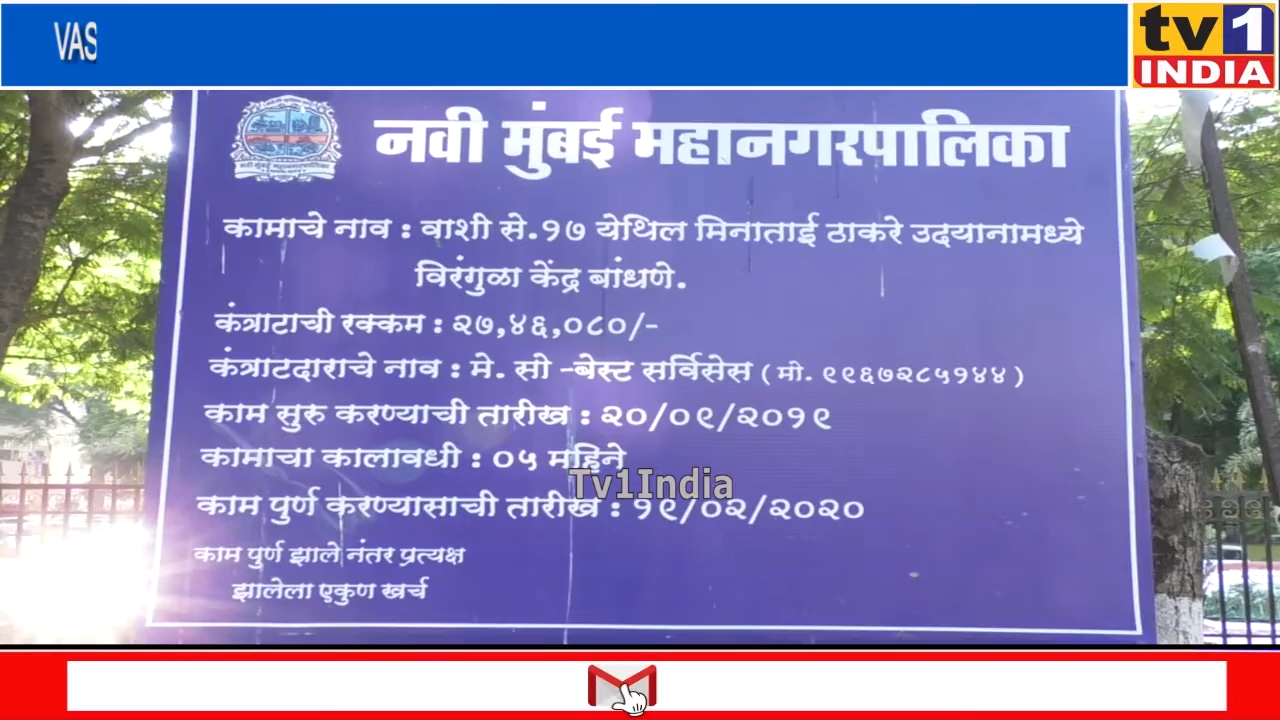 VAS
tv1
INDIA
नवी मुंबई महानगरपालिका
कामाचे नाव : वाशी से.१७ येथिल मिनाताई ठाकरे उदयानामध्ये
विरंगुळा केंद्र बांधणे.
कंत्राटाची रक्कम : २७,४६,०८०/-
कंत्राटदाराचे नाव : मे. सी -बेस्ट सर्विसेस ( मी. ९९६७२८५१४४ )
काम सुरु करण्याची तारीख : २०/०९/२०१९
कामाचा कालावधी : ०५ महिने
Tv1India
काम पुर्ण करण्यासाची तारीख : १९/०२/२०२०
काम पुर्ण झाले नंतर प्रत्यक्ष
झालेला एकुण खर्च